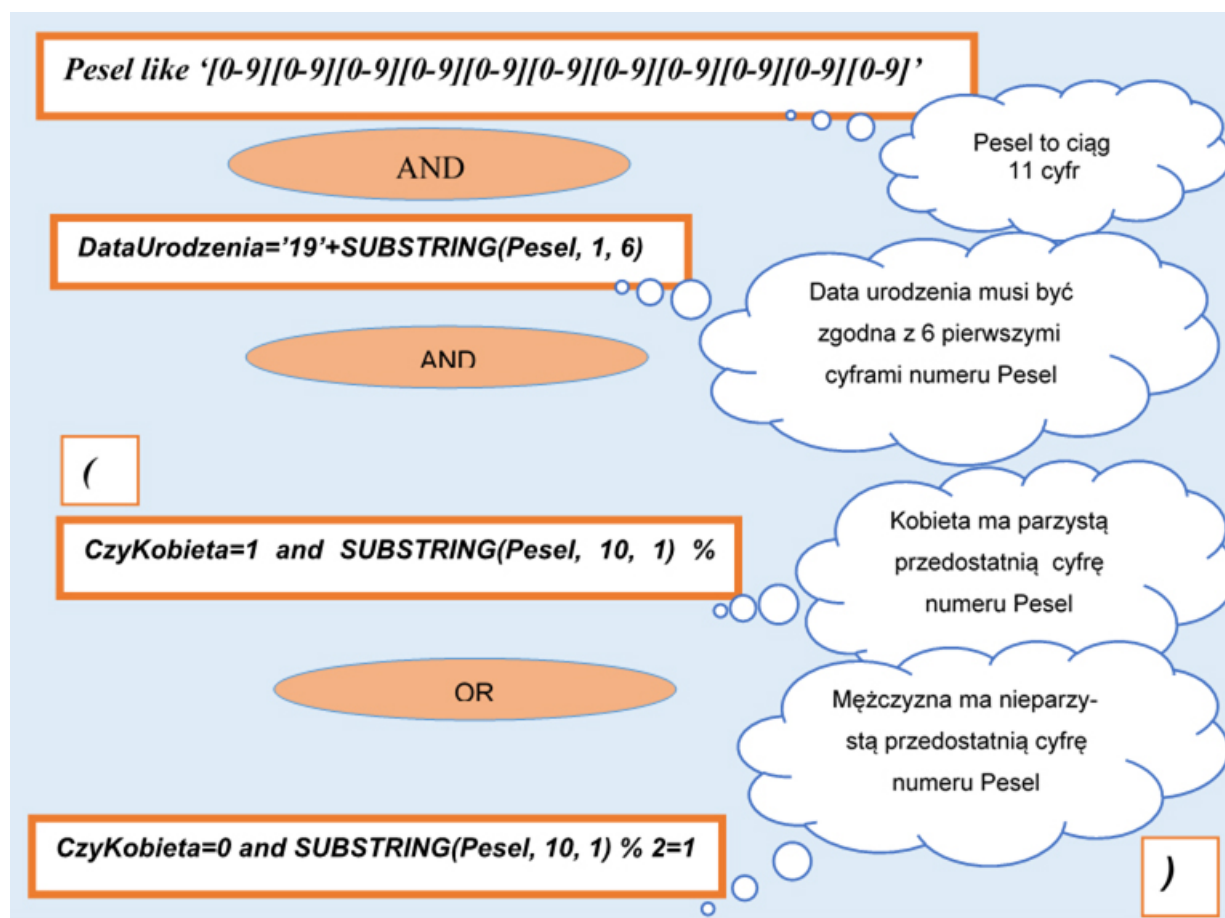 Pesel like ‘[0-9][0-9][0-9][0-9][0-9][0-9][0-9][0-9][0-9][0-9][0-9]’
Pesel to ciąg
11 cyfr
AND
DataUrodzenia=’19’+SUBSTRING(Pesel, 1, 6)
Data urodzenia musi być
zgodna z 6 pierwszymi
cyframi numeru Pesel
AND
(
CzyKobieta=1 and SUBSTRING(Pesel, 10, 1) %
Kobieta ma parzystą
przedostatnią cyfrę
numeru Pesel
OR
Mężczyzna ma nieparzy-
stą przedostatnią cyfrę
numeru Pesel
CzyKobieta=0 and SUBSTRING(Pesel, 10, 1) % 2=1
)